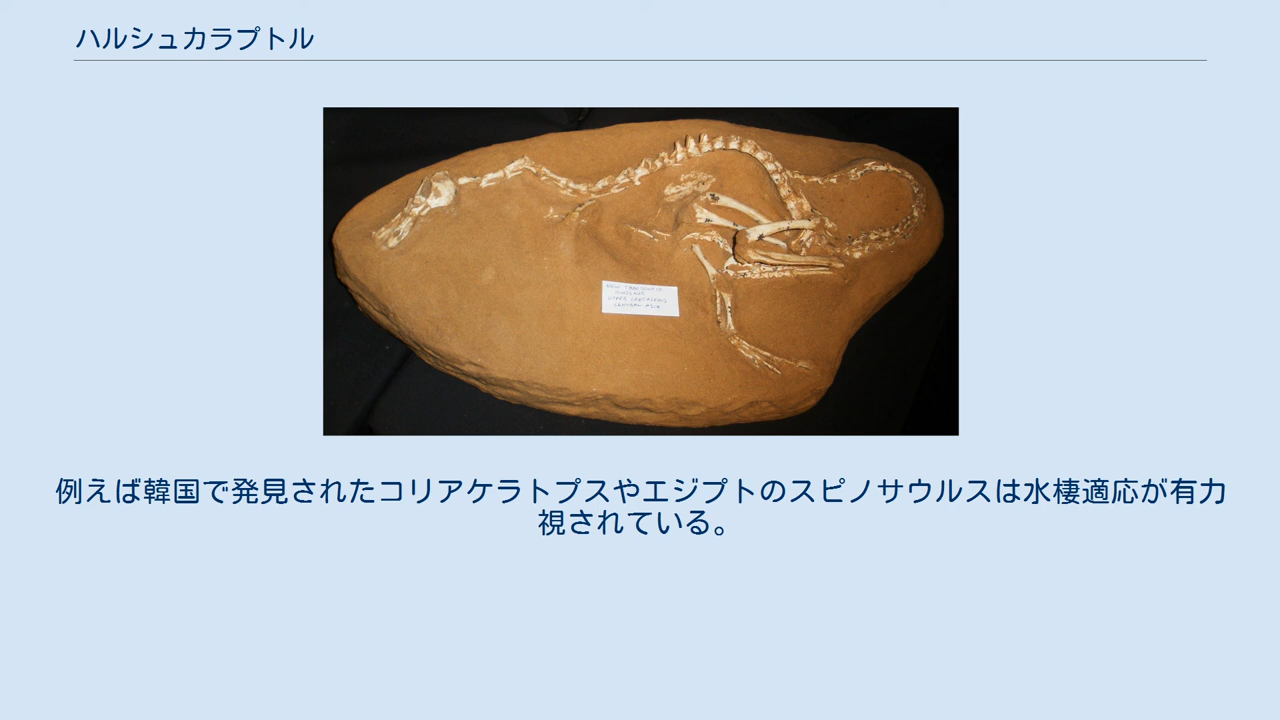 ハルシュカラプトル
例えば韓国で発見されたコリアケラトプスやエジプトのスピノサウルスは水棲適応が有力
視されている。